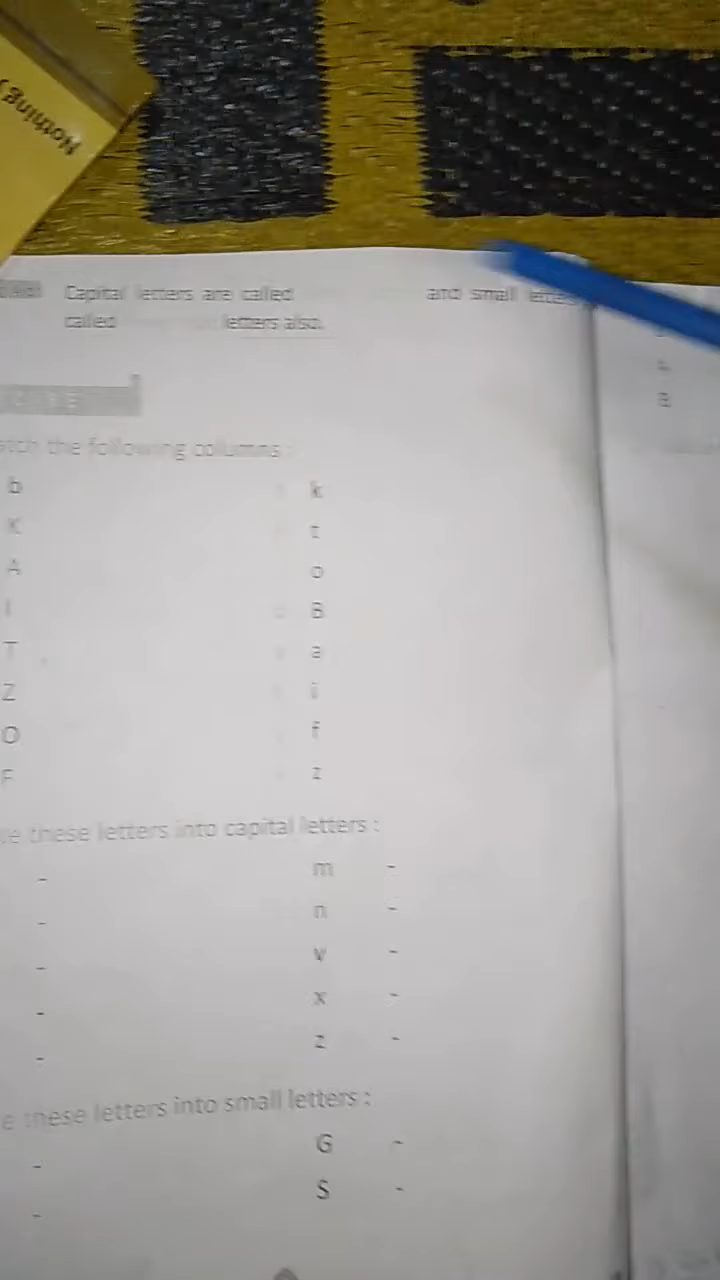 Nothing
Capital letters are called and small letters
called letters also.
the following columns :
b k
K t
A o
I B
T a
Z i
O f
F z
these letters into capital letters :
- m -
- n -
- v -
- x -
- z -
these letters into small letters :
- G -
- S -